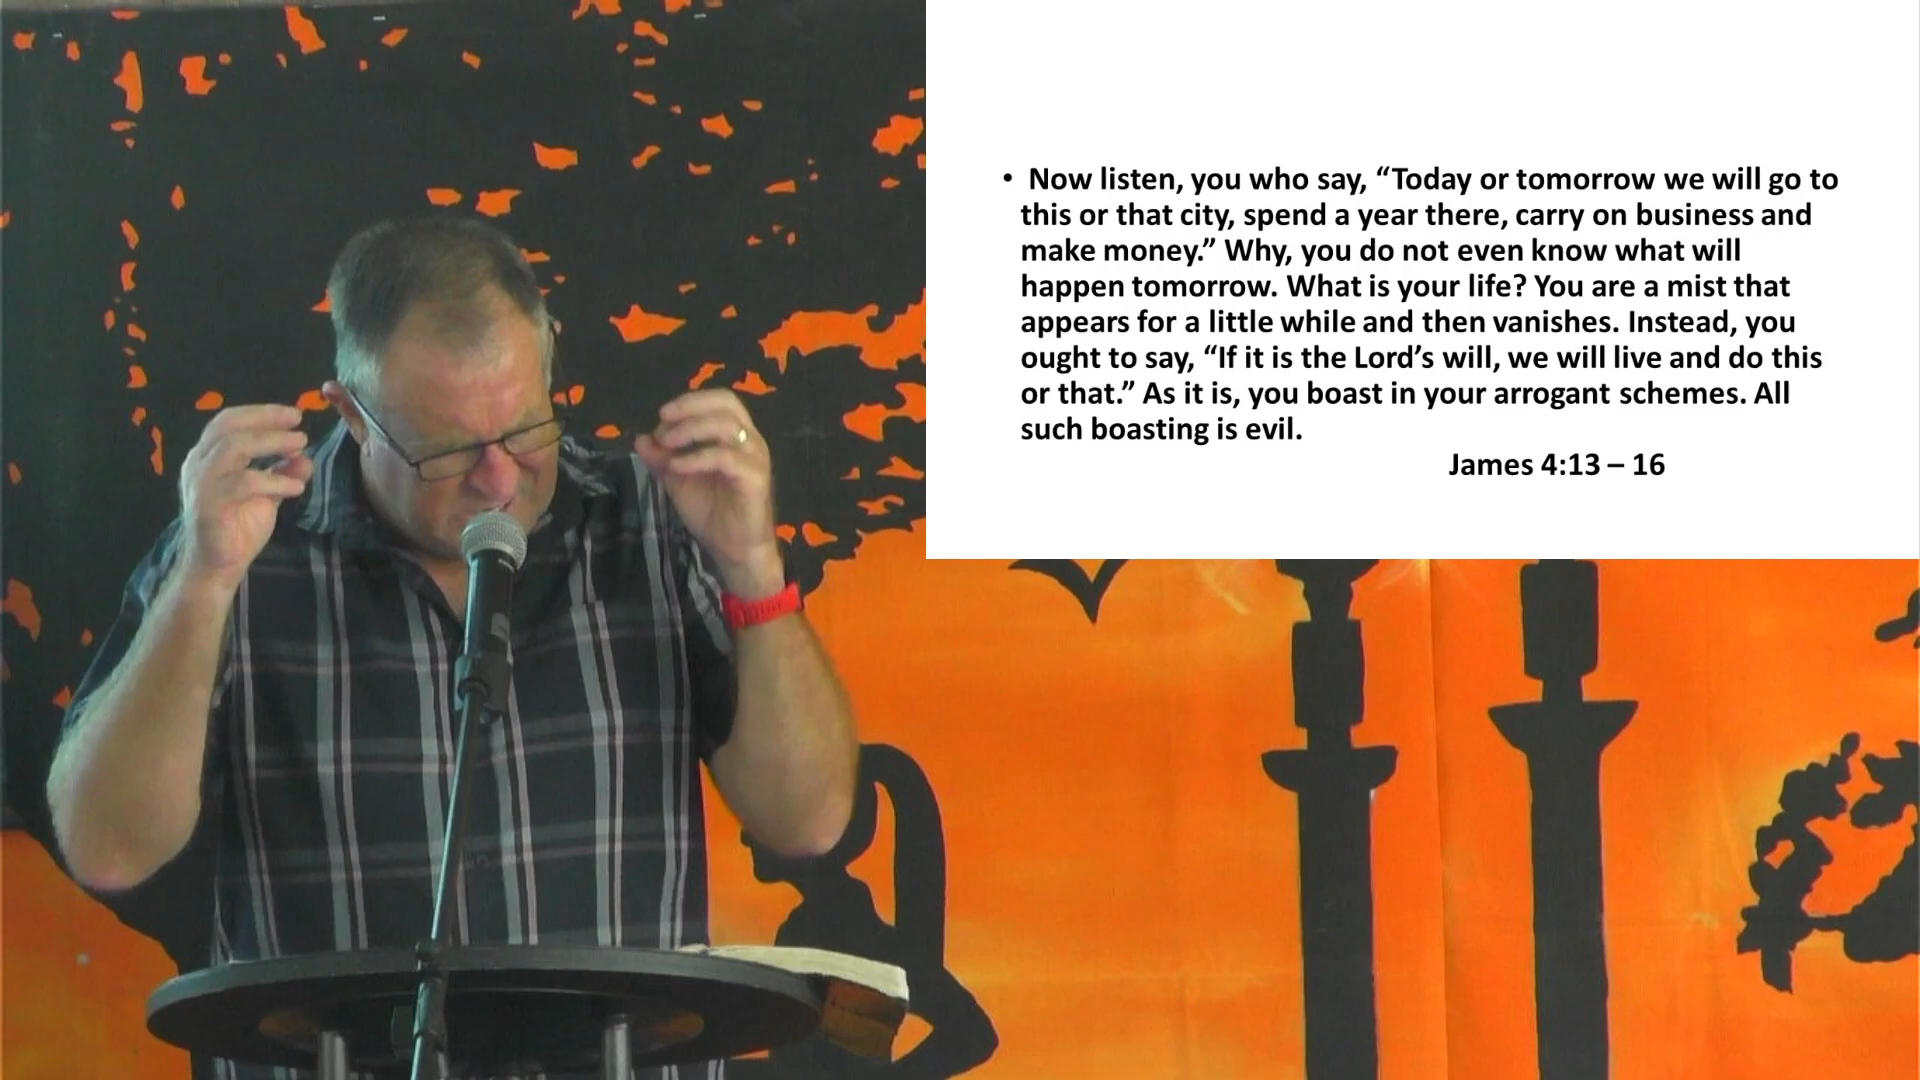 • Now listen, you who say, “Today or tomorrow we will go to
this or that city, spend a year there, carry on business and
make money.” Why, you do not even know what will
happen tomorrow. What is your life? You are a mist that
appears for a little while and then vanishes. Instead, you
ought to say, “If it is the Lord’s will, we will live and do this
or that.” As it is, you boast in your arrogant schemes. All
such boasting is evil.
James 4:13 – 16